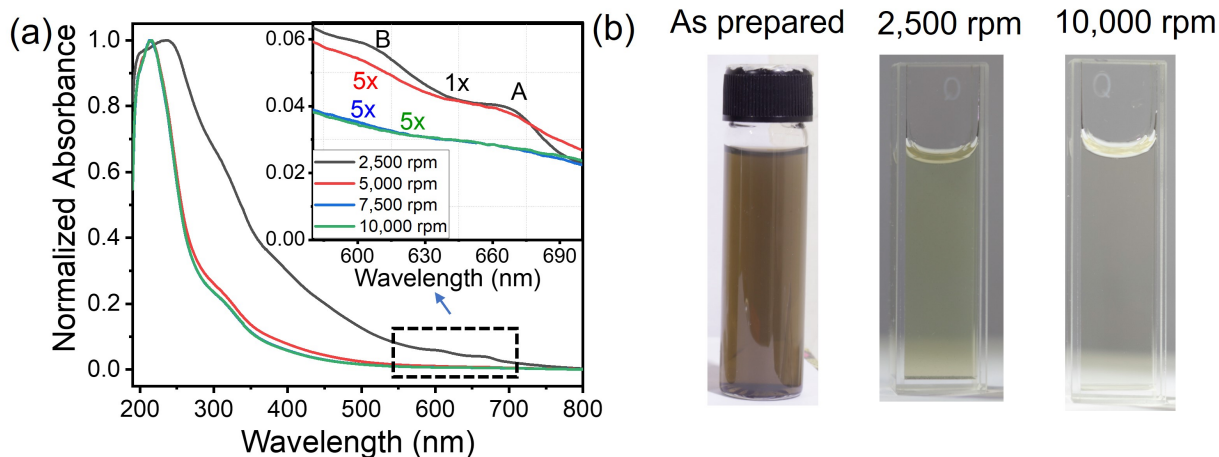 (a)
Normalized Absorbance
1.0
0.8
0.6
0.4
0.2
0.0
200 300 400 500 600 700 800
Wavelength (nm)
0.06
0.04
0.02
0.00
B
5x
1x
A
5x
5x
2,500 rpm
5,000 rpm
7,500 rpm
10,000 rpm
600 630 660 690
Wavelength (nm)
(b)
As prepared
2,500 rpm
10,000 rpm
Q